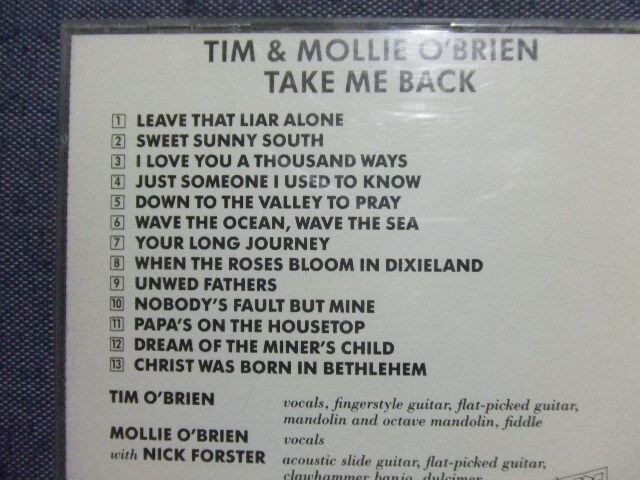 TIM & MOLLIE O'BRIEN
TAKE ME BACK
1 LEAVE THAT LIAR ALONE
2 SWEET SUNNY SOUTH
3 I LOVE YOU A THOUSAND WAYS
4 JUST SOMEONE I USED TO KNOW
5 DOWN TO THE VALLEY TO PRAY
6 WAVE THE OCEAN, WAVE THE SEA
7 YOUR LONG JOURNEY
8 WHEN THE ROSES BLOOM IN DIXIELAND
9 UNWED FATHERS
10 NOBODY'S FAULT BUT MINE
11 PAPA'S ON THE HOUSETOP
12 DREAM OF THE MINER'S CHILD
13 CHRIST WAS BORN IN BETHLEHEM
TIM O'BRIEN vocals, fingerstyle guitar, flat-picked guitar,
mandolin and octave mandolin, fiddle
MOLLIE O'BRIEN vocals
with NICK FORSTER acoustic slide guitar, flat-picked guitar,
clawhammer banjo, dulcimer